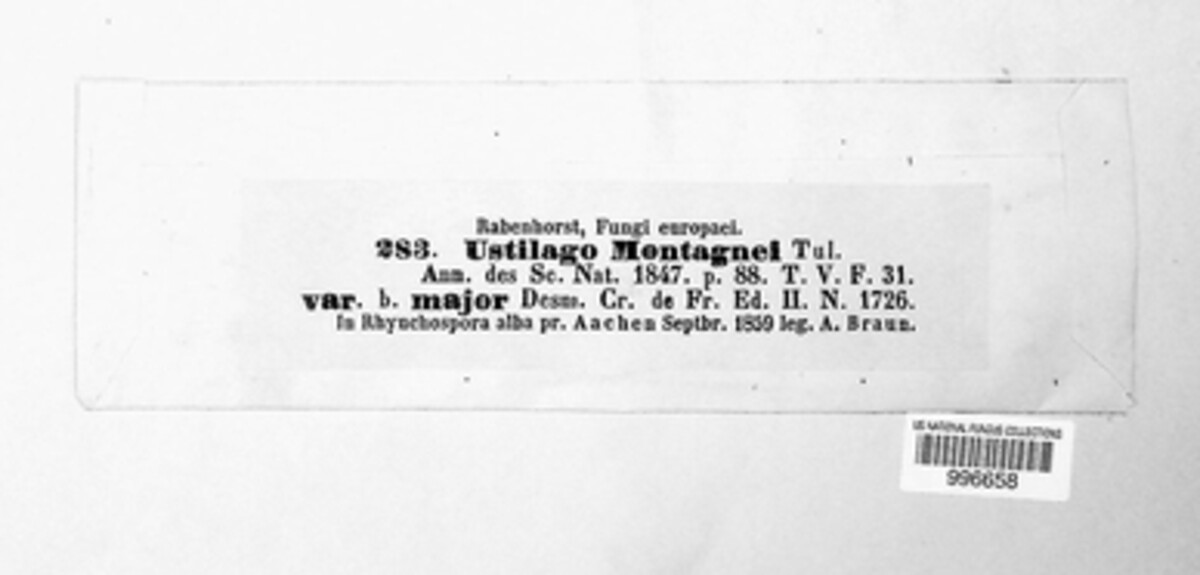 Rabenhorst, Fungi europaei.
283. Ustilago Montagnei Tul.
Ann. des Sc. Nat. 1847. p. 88. T. V. F. 31.
var. b. major Desm. Cr. de Fr. Ed. II. N. 1726.
In Rhynchospora alba pr. Aachen Septbr. 1859 leg. A. Braun.
US NATIONAL FUNGUS COLLECTIONS
996658